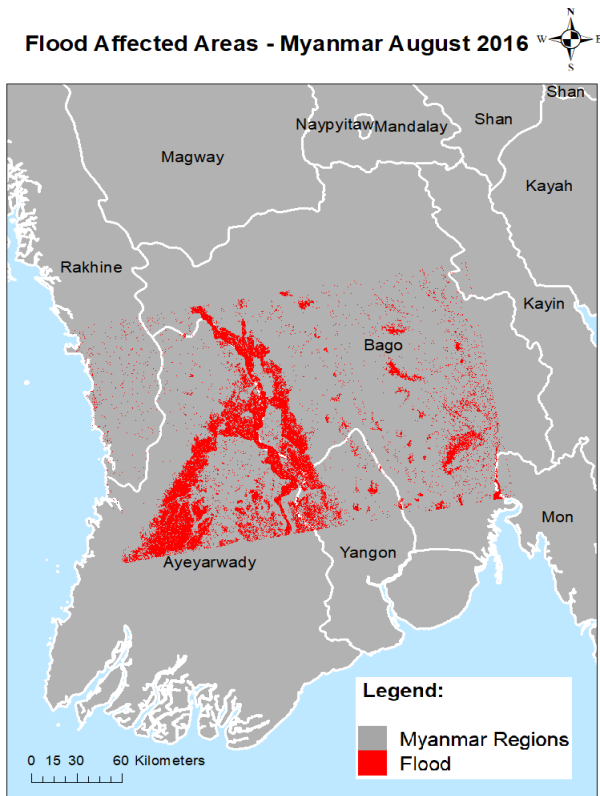 Flood Affected Areas - Myanmar August 2016
N
W
E
S
Shan
Naypyitaw
Mandalay
Shan
Magway
Kayah
Rakhine
Kayin
Bago
Mon
Yangon
Ayeyarwady
Legend:
Myanmar Regions
Flood
0 15 30 60 Kilometers